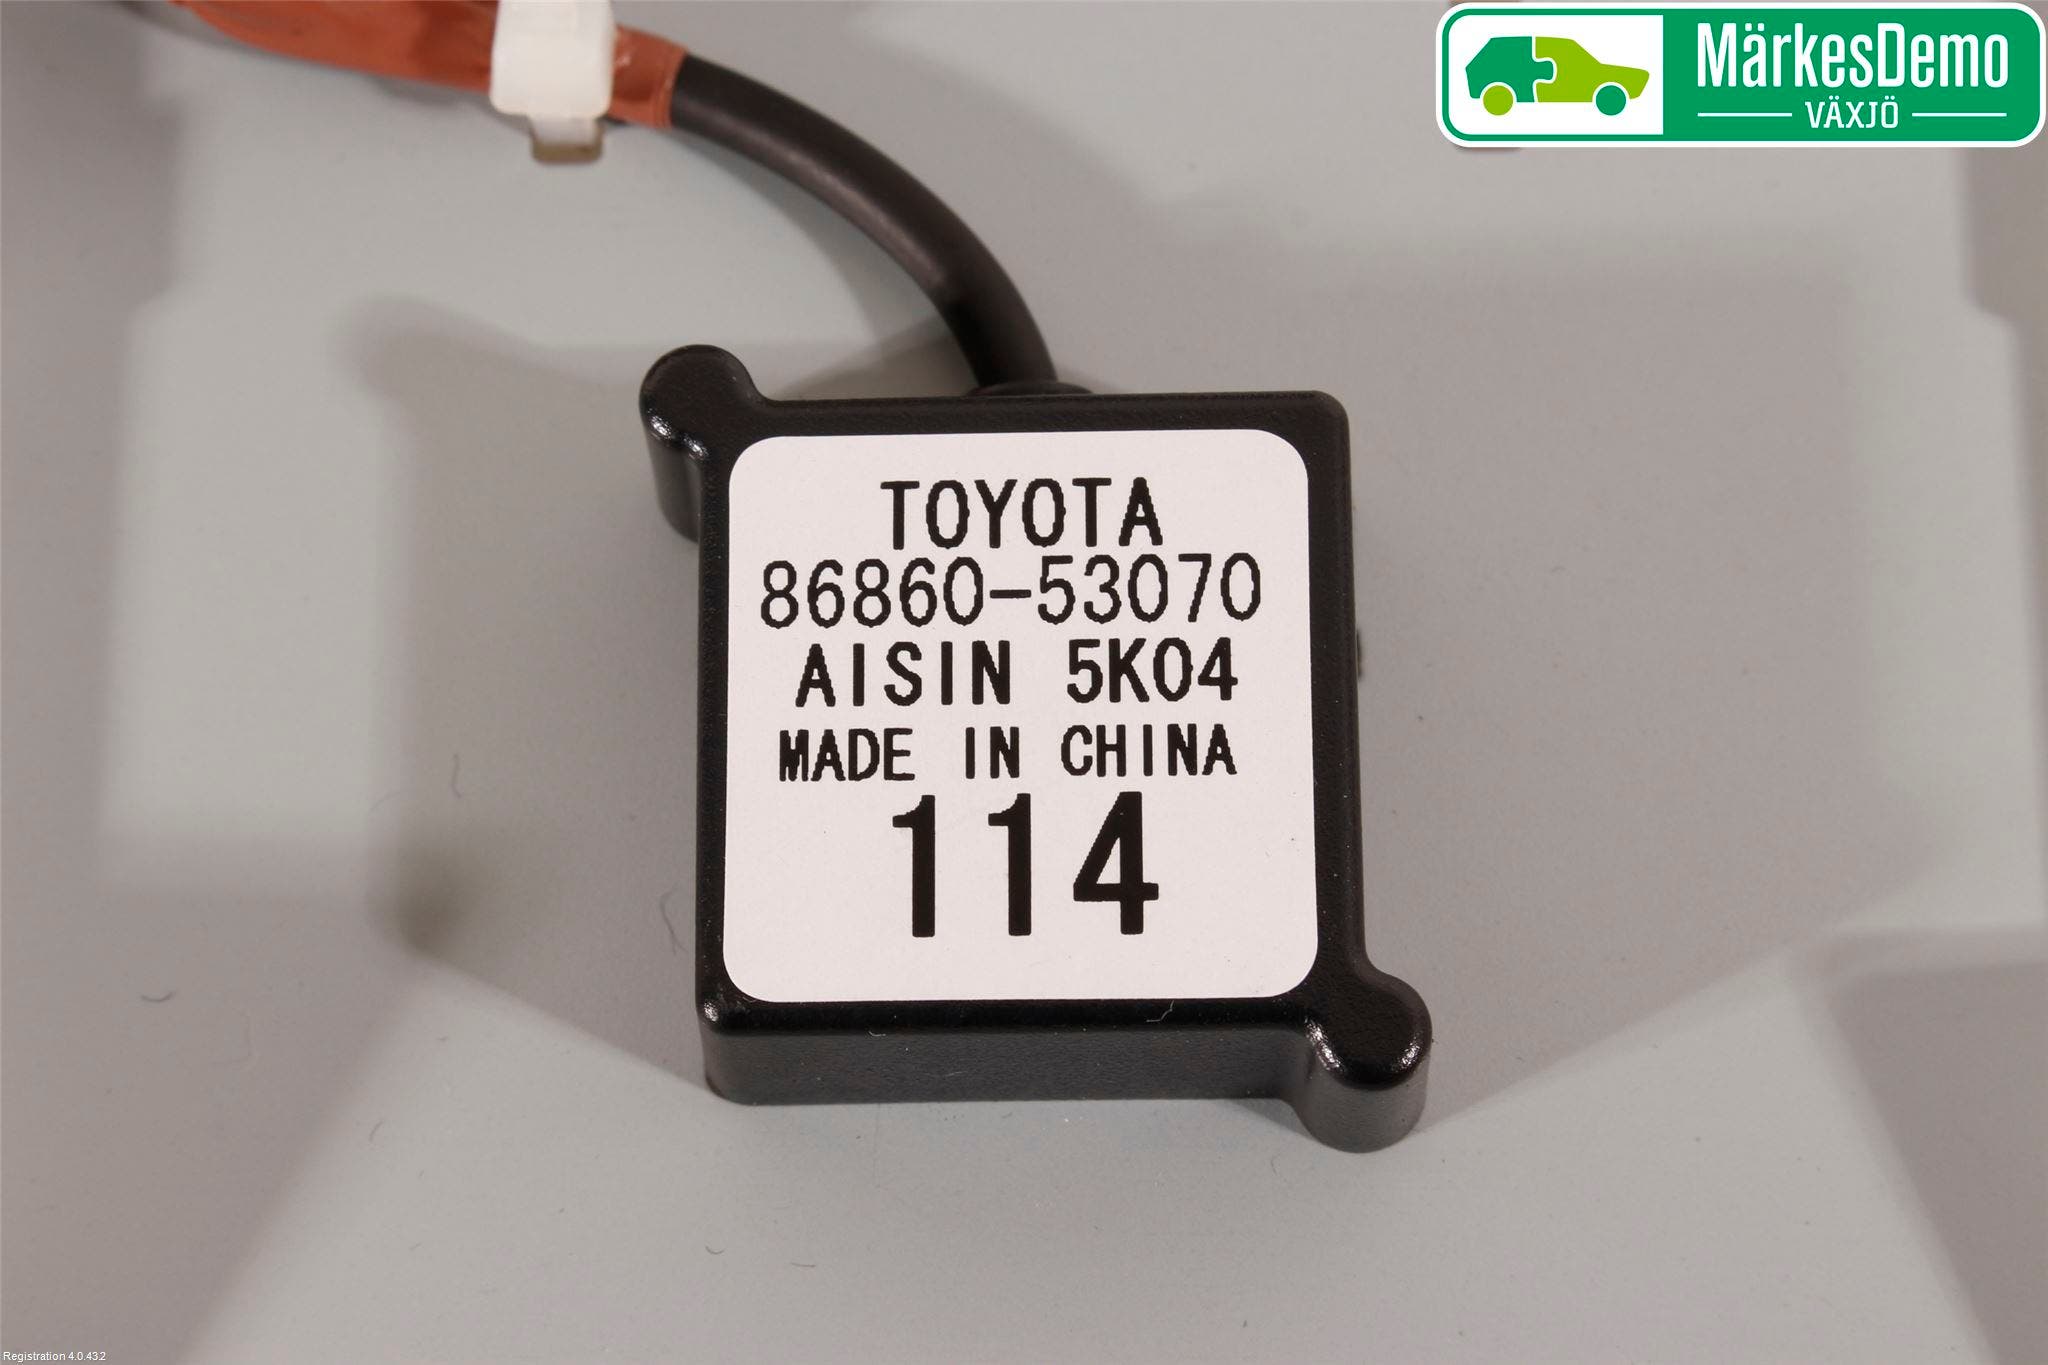 MärkesDemo
VÄXJÖ
TOYOTA
86860-53070
AISIN 5K04
MADE IN CHINA
114
Registration 4.0.432